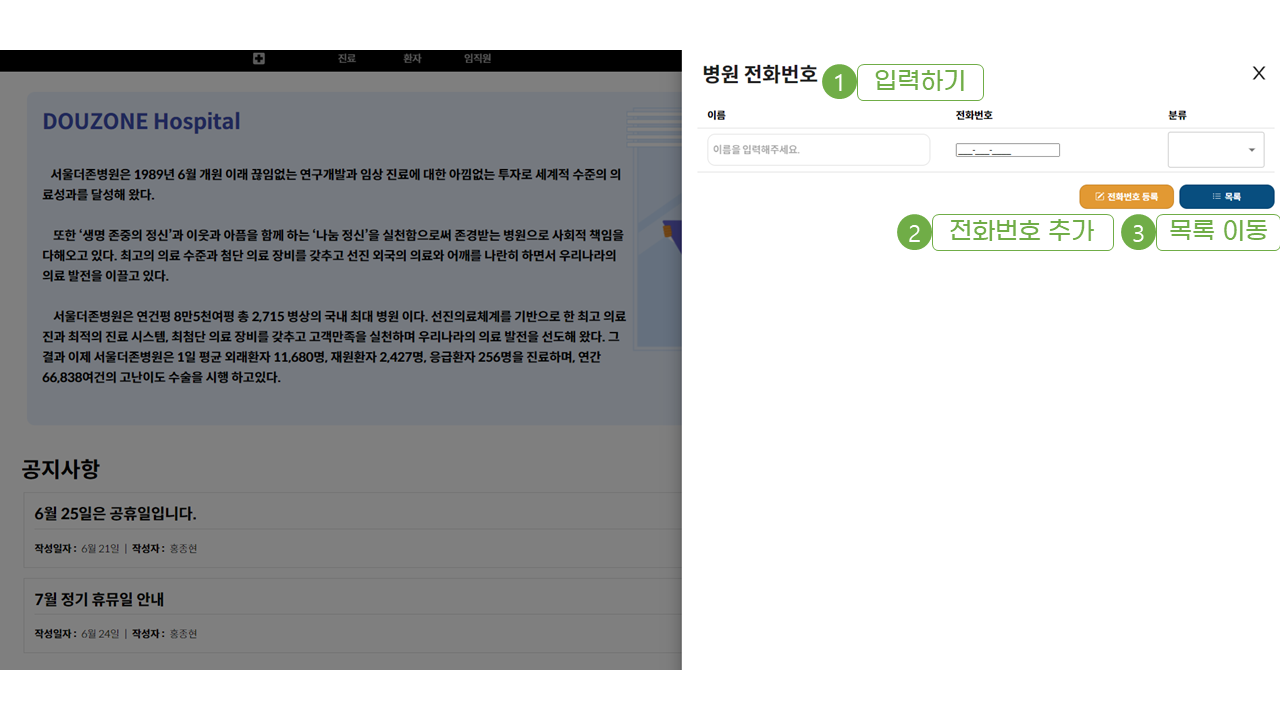 진료 환자 임직원
DOUZONE Hospital
서울더존병원은 1989년 6월 개원 이래 끊임없는 연구개발과 임상 진료에 대한 아낌없는 투자로 세계적 수준의 의
료성과를 달성해 왔다.
또한 ‘생명 존중의 정신’과 이웃과 아픔을 함께 하는 ‘나눔 정신’을 실천함으로써 존경받는 병원으로 사회적 책임을
다해오고 있다. 최고의 의료 수준과 첨단 의료 장비를 갖추고 선진 외국의 의료와 어깨를 나란히 하면서 우리나라의
의료 발전을 이끌고 있다.
서울더존병원은 연건평 8만5천여평 총 2,715 병상의 국내 최대 병원 이다. 선진의료체계를 기반으로 한 최고 의료
진과 최적의 진료 시스템, 최첨단 의료 장비를 갖추고 고객만족을 실천하며 우리나라의 의료 발전을 선도해 왔다. 그
결과 이제 서울더존병원은 1일 평균 외래환자 11,680명, 재원환자 2,427명, 응급환자 256명을 진료하며, 연간
66,838여건의 고난이도 수술을 시행 하고있다.
공지사항
6월 25일은 공휴일입니다.
작성일자 : 6월 21일 | 작성자 : 홍종현
7월 정기 휴뮤일 안내
작성일자 : 6월 24일 | 작성자 : 홍종현
병원 전화번호 1 입력하기 X
이름 전화번호 분류
이름을 입력해주세요. ___-___-____
전화번호 등록 목록
2 전화번호 추가 3 목록 이동